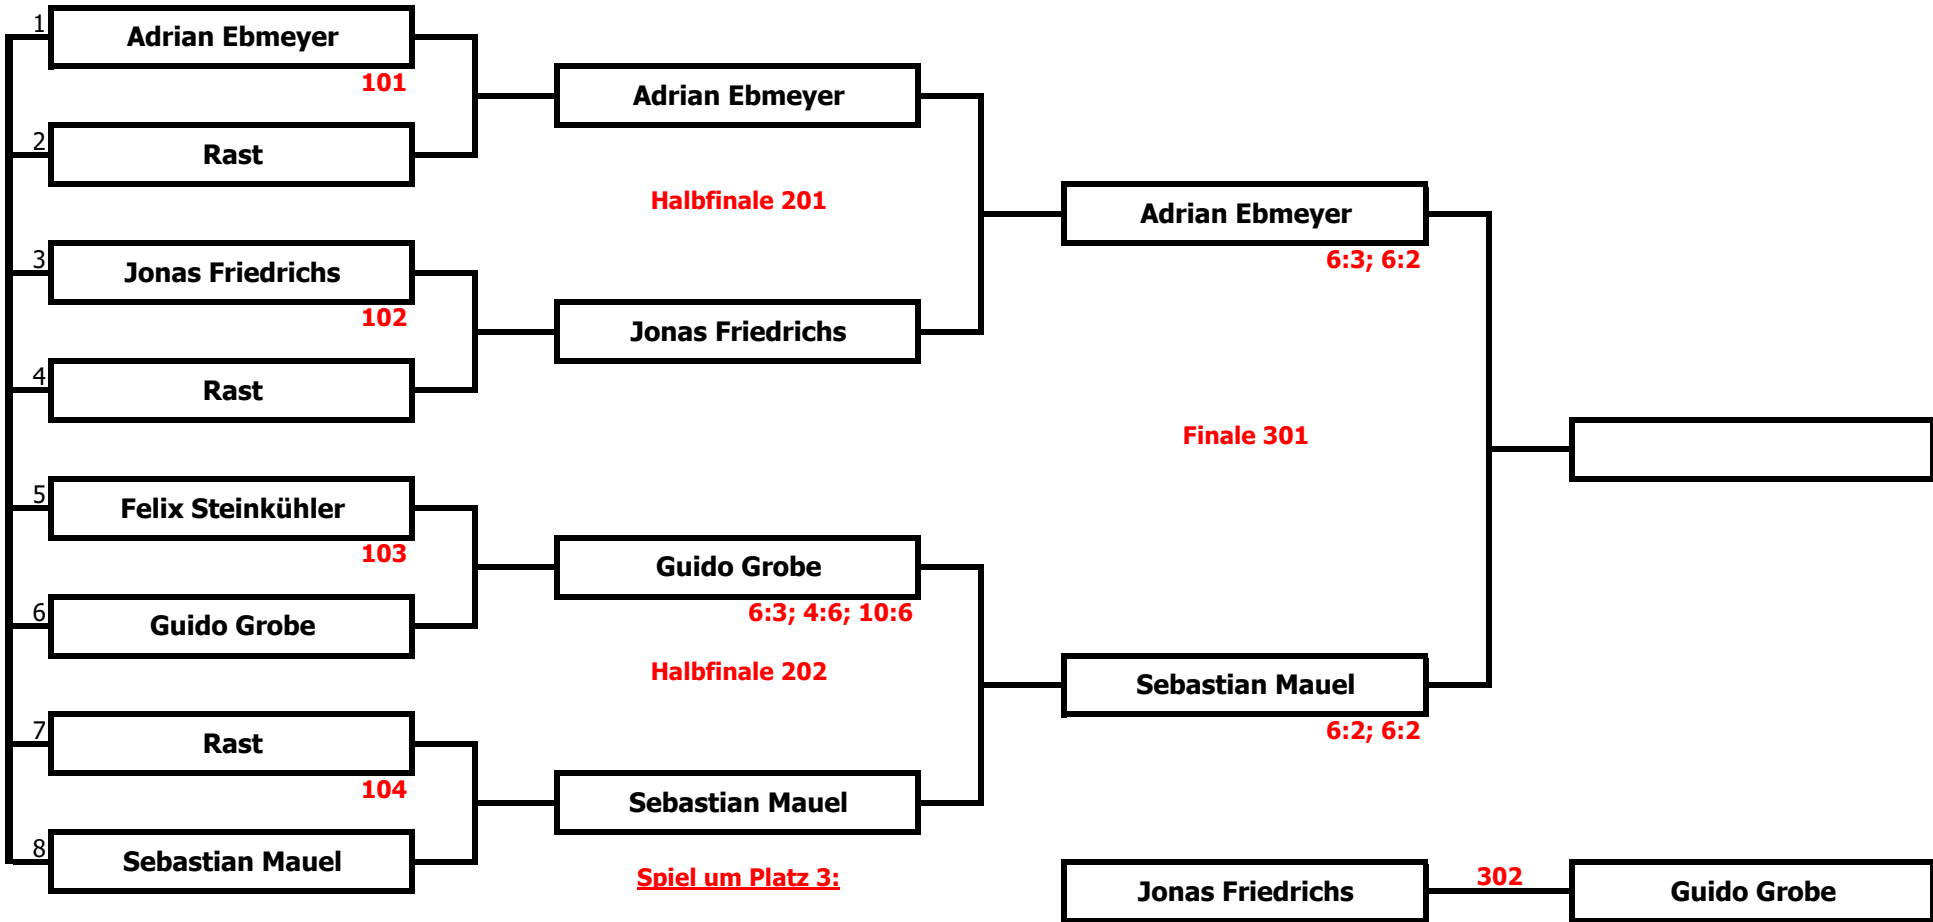 1
Adrian Ebmeyer
101
Adrian Ebmeyer
2
Rast
Halbfinale 201
Adrian Ebmeyer
6:3; 6:2
3
Jonas Friedrichs
102
Jonas Friedrichs
4
Rast
Finale 301
5
Felix Steinkühler
103
Guido Grobe
6:3; 4:6; 10:6
6
Guido Grobe
Halbfinale 202
Sebastian Mauel
6:2; 6:2
7
Rast
104
Sebastian Mauel
8
Sebastian Mauel
Spiel um Platz 3:
Jonas Friedrichs
302
Guido Grobe